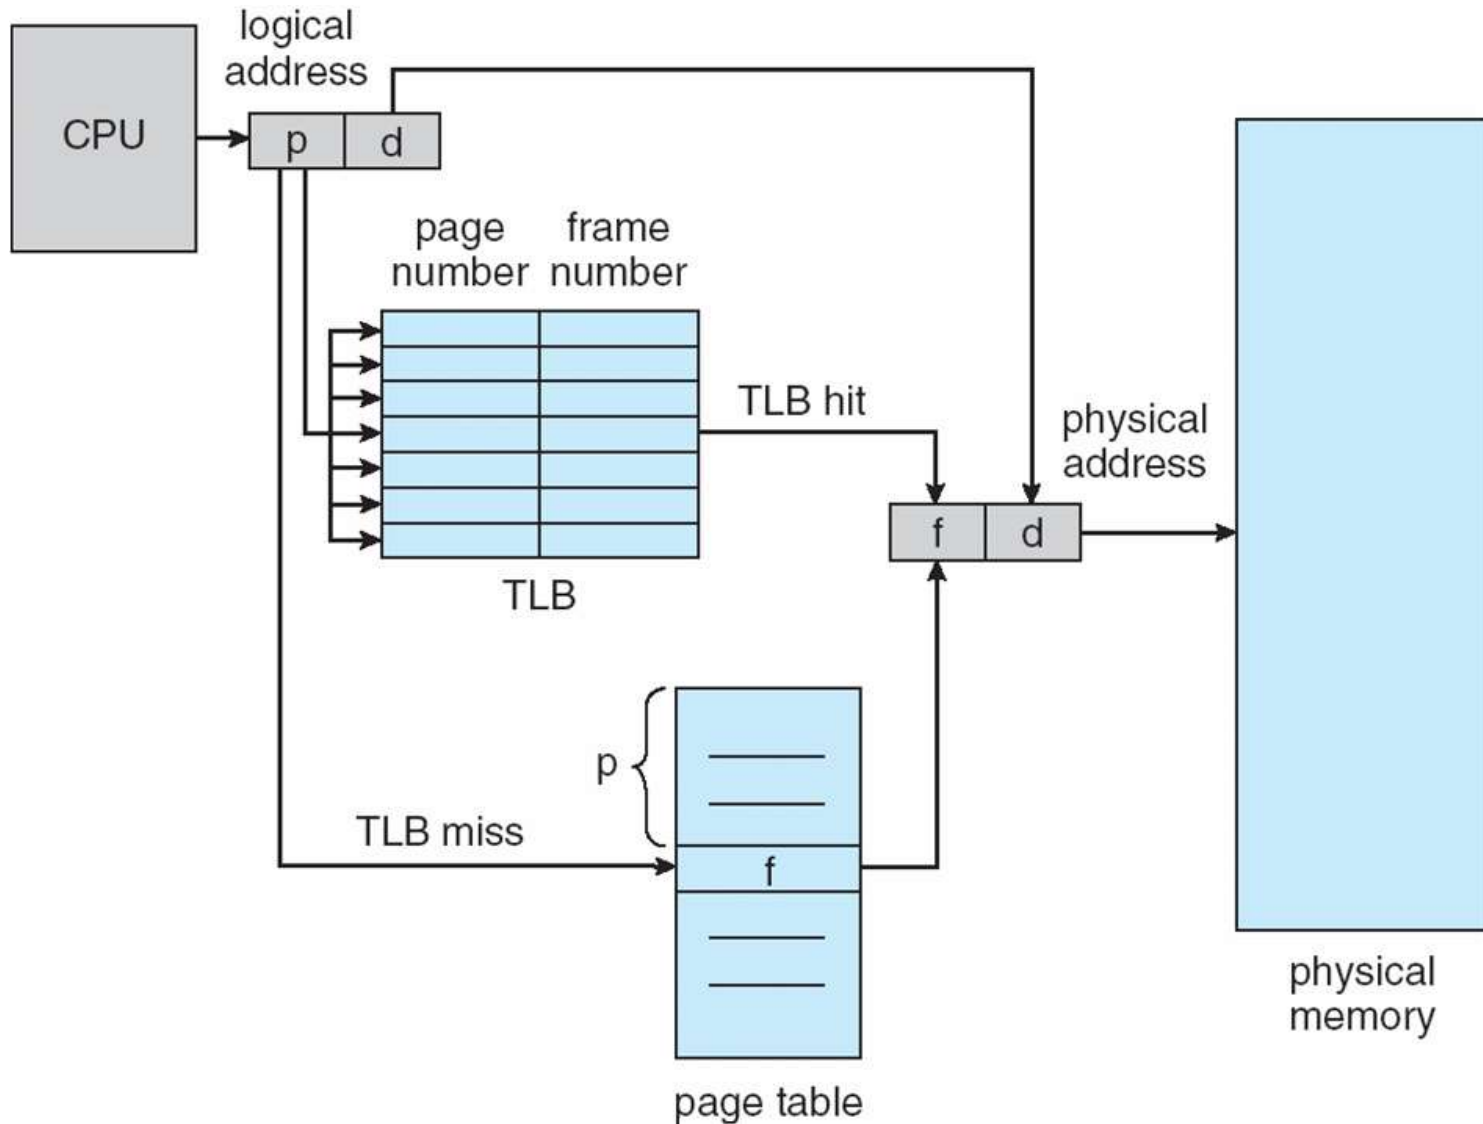 logical
address
CPU
p
d
page
number
frame
number
TLB hit
physical
address
f
d
TLB
p
TLB miss
f
physical
memory
page table